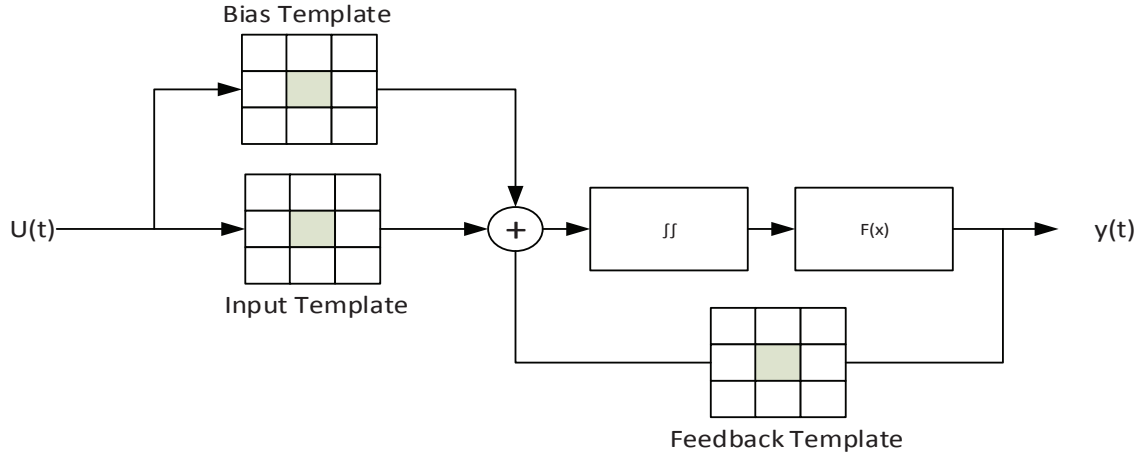 Bias Template
U(t)
Input Template
+
∫∫
F(x)
y(t)
Feedback Template